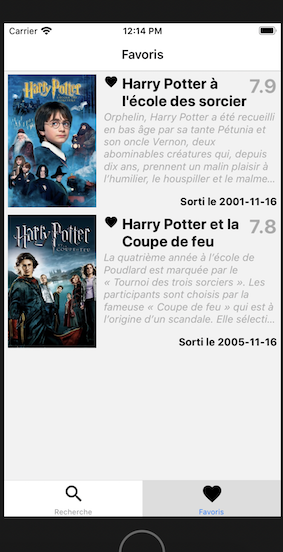 Carrier 12:14 PM
Favoris
Harry Potter
Harry Potter à 7.9
l'école des sorcier
Orphelin, Harry Potter a été recueilli
en bas âge par sa tante Pétunia et
son oncle Vernon, deux
abominables créatures qui, depuis
dix ans, prennent un malin plaisir à
l'humilier, le houspiller et le malme...
Sorti le 2001-11-16
Harry Potter
Harry Potter et la 7.8
Coupe de feu
La quatrième année à l'école de
Poudlard est marquée par le
« Tournoi des trois sorciers ». Les
participants sont choisis par la
fameuse « Coupe de feu » qui est à
l'origine d'un scandale. Elle sélecti...
Sorti le 2005-11-16
Recherche Favoris